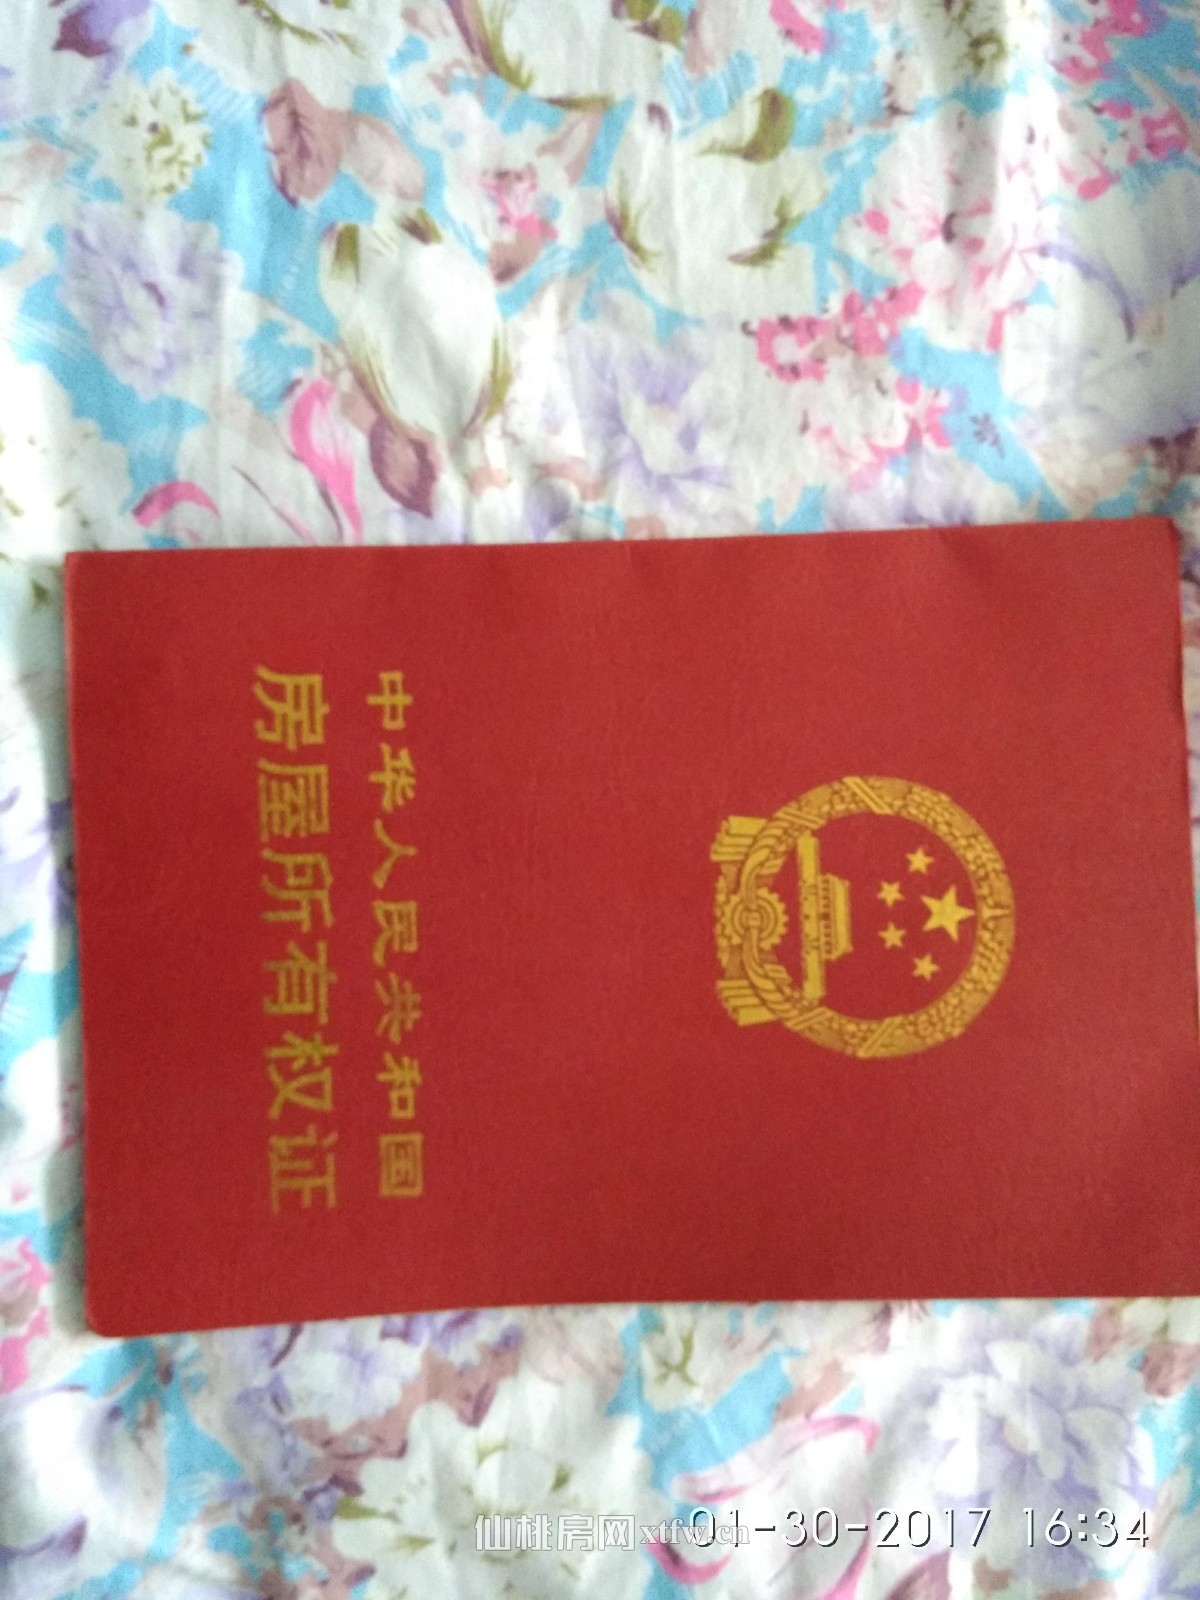 中华人民共和国
房屋所有权证
仙桃房网xtfw.cn
01-30-2017 16:34